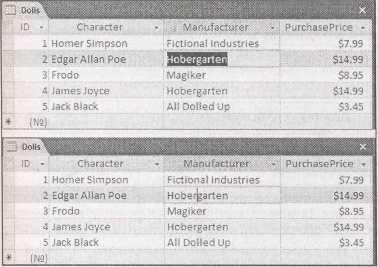 Dolls
ID Character Manufacturer PurchasePrice
1 Homer Simpson Fictional Industries $7.99
2 Edgar Allan Poe Hobergarten $14.99
3 Frodo Magiker $8.95
4 James Joyce Hobergarten $14.99
5 Jack Black All Dolled Up $3.45
* (№)
Dolls
ID Character Manufacturer PurchasePrice
1 Homer Simpson Fictional Industries $7.99
2 Edgar Allan Poe Hobergarten $14.99
3 Frodo Magiker $8.95
4 James Joyce Hobergarten $14.99
5 Jack Black All Dolled Up $3.45
* (№)